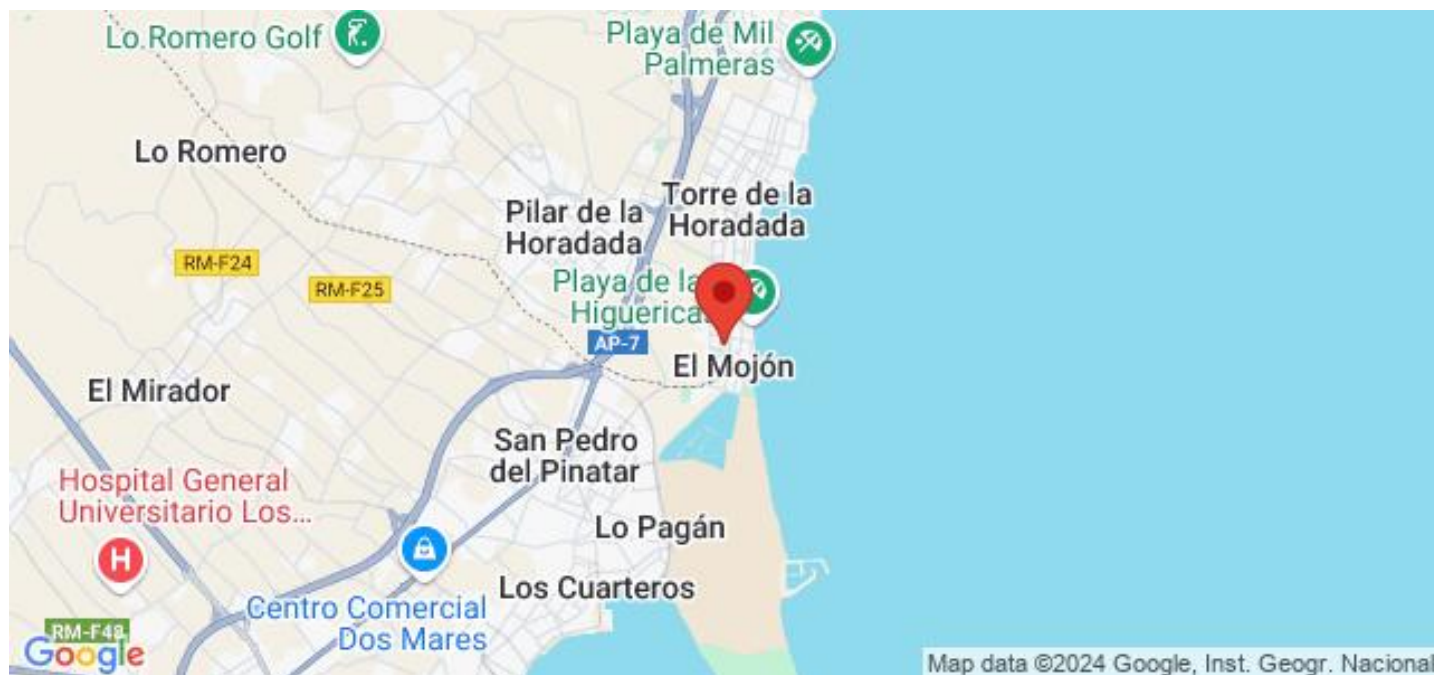 Lo Romero Golf
Playa de Mil
Palmeras
Lo Romero
Torre de la
Horadada
Pilar de la
Horadada
RM-F24
RM-F25
Playa de la
Higuerica
AP-7
El Mojón
El Mirador
San Pedro
del Pinatar
Hospital General
Universitario Los...
H
Lo Pagán
Los Cuarteros
Centro Comercial
Dos Mares
RM-F48
Google
Map data ©2024 Google, Inst. Geogr. Nacional